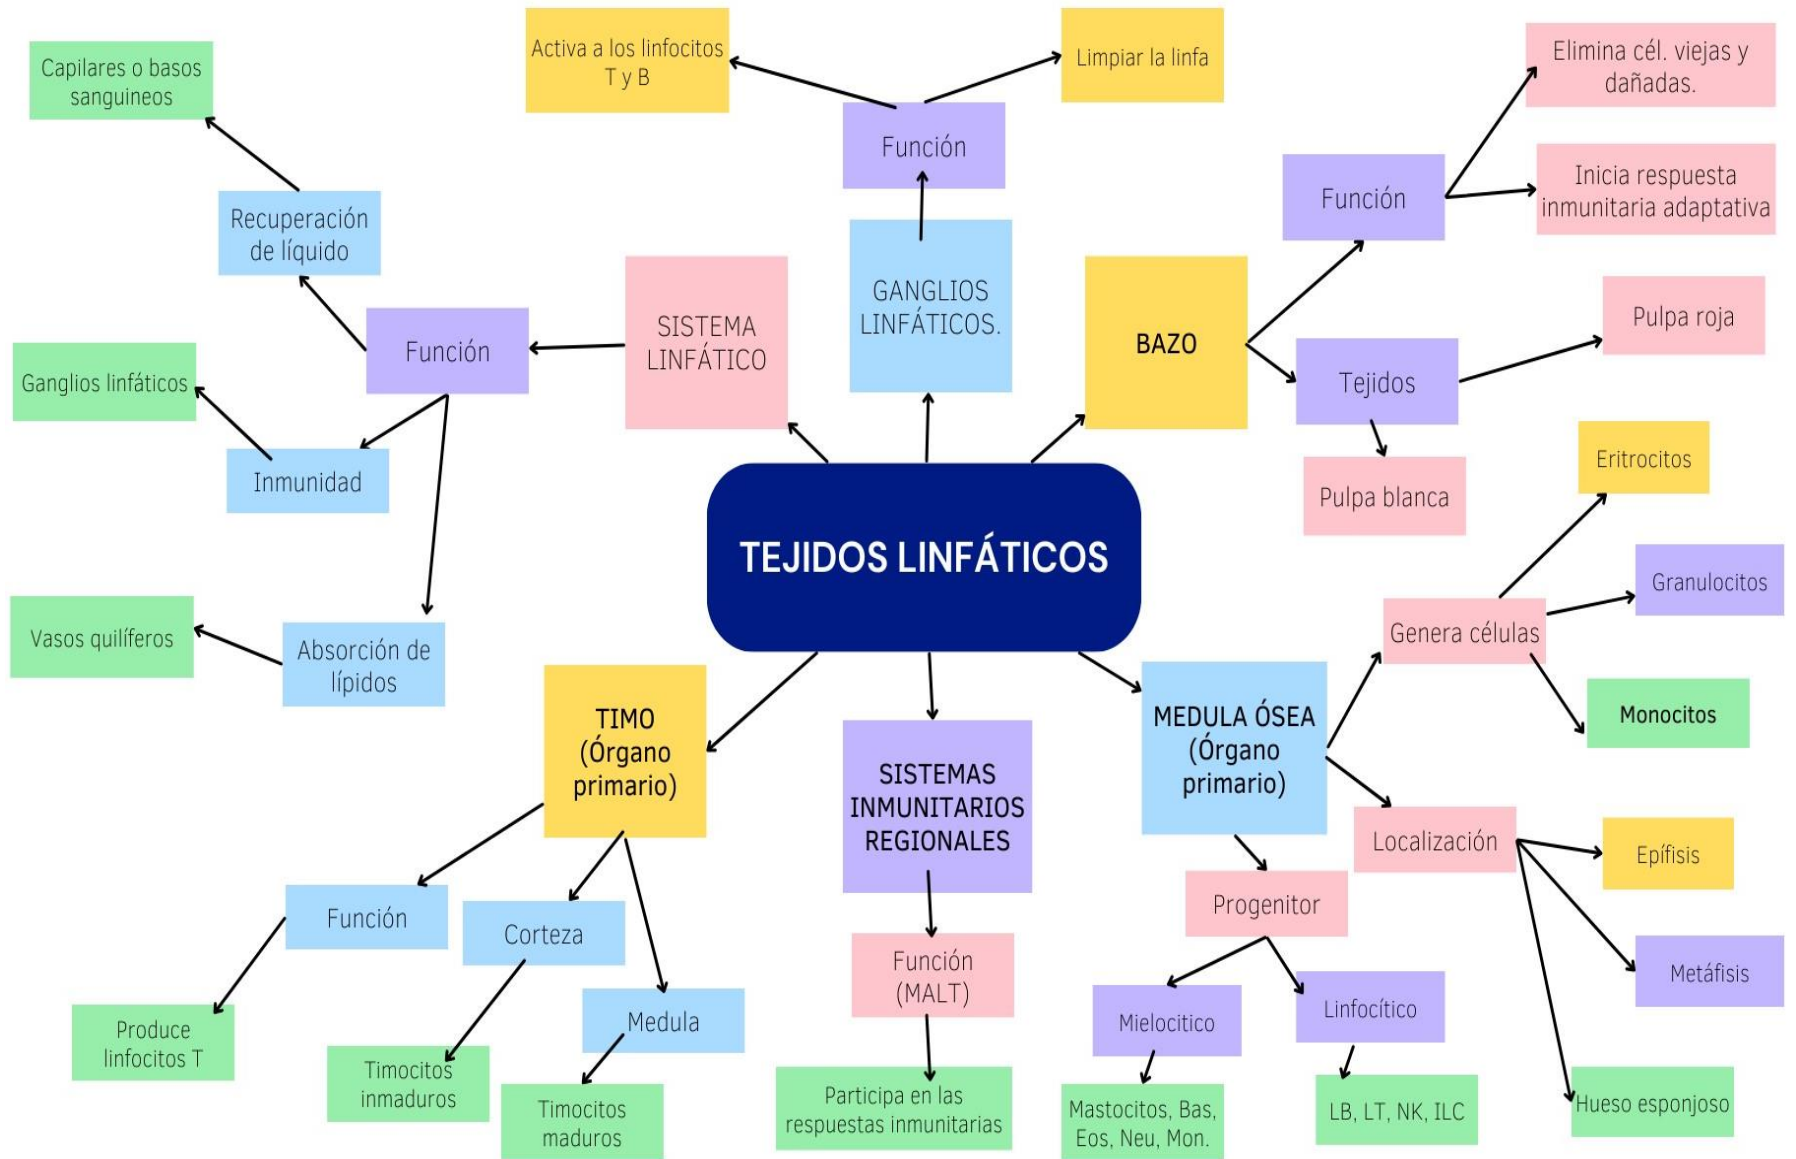 Activa a los linfocitos
T y B
Limpiar la linfa
Función
GANGLIOS
LINFÁTICOS.
Capilares o basos
sanguineos
Recuperación
de líquido
Función
SISTEMA
LINFÁTICO
Ganglios linfáticos
Inmunidad
Vasos quilíferos
Absorción de
lípidos
Elimina cél. viejas y
dañadas.
Inicia respuesta
inmunitaria adaptativa
Función
BAZO
Tejidos
Pulpa roja
Pulpa blanca
TEJIDOS LINFÁTICOS
Eritrocitos
Granulocitos
Genera células
Monocitos
MEDULA ÓSEA
(Órgano
primario)
Localización
Epífisis
Metáfisis
Hueso esponjoso
Progenitor
Mielocitico
Linfocítico
Mastocitos, Bas,
Eos, Neu, Mon.
LB, LT, NK, ILC
SISTEMAS
INMUNITARIOS
REGIONALES
Función
(MALT)
Participa en las
respuestas inmunitarias
TIMO
(Órgano
primario)
Función
Corteza
Medula
Produce
linfocitos T
Timocitos
inmaduros
Timocitos
maduros